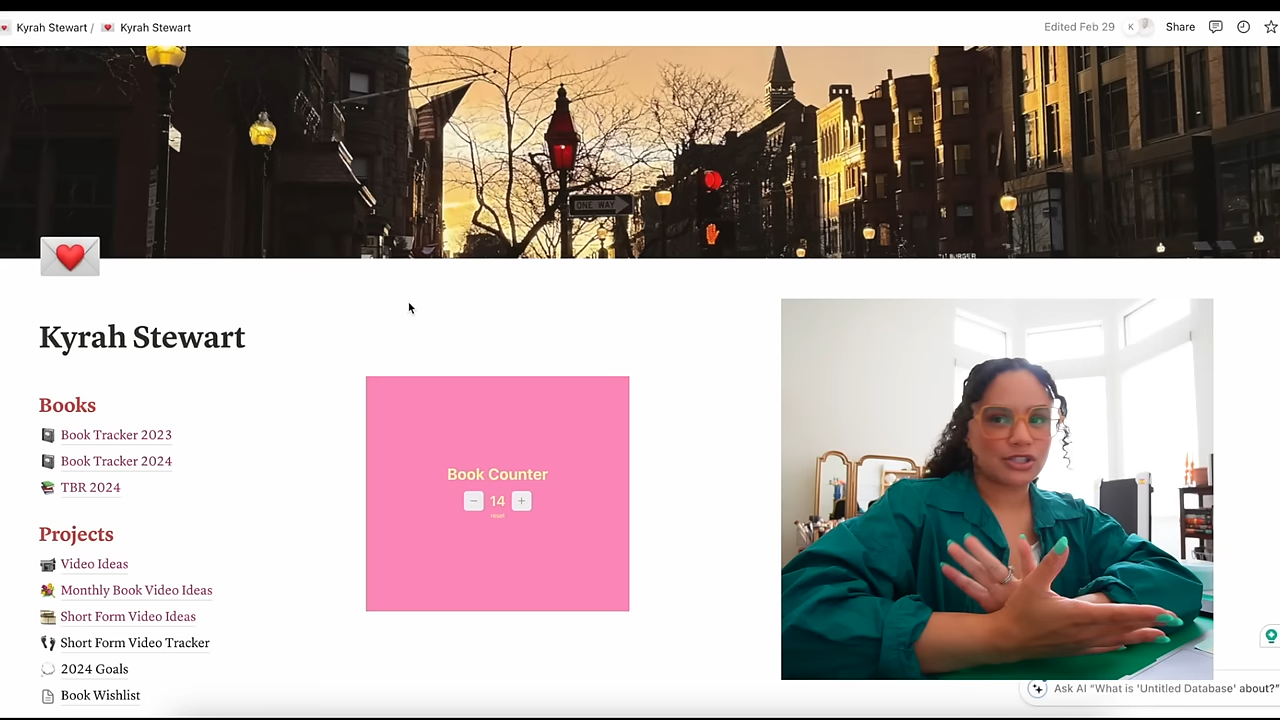 Kyrah Stewart / Kyrah Stewart
Edited Feb 29 K Share
ONE WAY
BURGER
Kyrah Stewart
Books
Book Tracker 2023
Book Tracker 2024
TBR 2024
Projects
Video Ideas
Monthly Book Video Ideas
Short Form Video Ideas
Short Form Video Tracker
2024 Goals
Book Wishlist
Book Counter
− 14 +
reset
Ask AI “What is 'Untitled Database' about?”